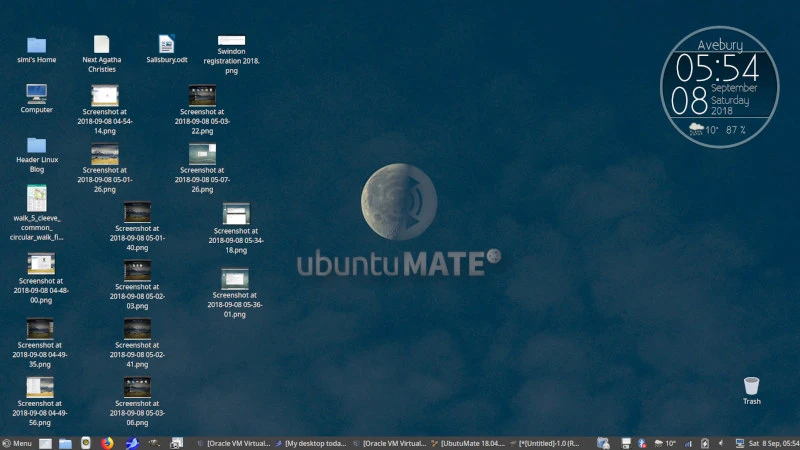 simi's Home
Next Agatha
Christies
Salisbury.odt
Swindon
registration 2018.
png
Computer
Screenshot at
2018-09-08 04-54-
14.png
Screenshot at
2018-09-08 05-03-
22.png
Header Linux
Blog
Screenshot at
2018-09-08 05-01-
26.png
Screenshot at
2018-09-08 05-07-
26.png
walk_5_cleeve_
common_
circular_walk_fi...
Screenshot at
2018-09-08 05-01-
40.png
Screenshot at
2018-09-08 05-34-
18.png
Screenshot at
2018-09-08 04-48-
00.png
Screenshot at
2018-09-08 05-02-
03.png
Screenshot at
2018-09-08 05-36-
01.png
Screenshot at
2018-09-08 04-49-
35.png
Screenshot at
2018-09-08 05-02-
41.png
Screenshot at
2018-09-08 04-49-
56.png
Screenshot at
2018-09-08 05-03-
06.png
ubuntu MATE
Avebury
05:54
08
September
Saturday
2018
10° 87 %
Trash
Menu
[Oracle VM Virtual...
[My desktop toda...
[Oracle VM Virtual...
[UbutuMate 18.04....
[*[Untitled]-1.0 (R...
10°
Sat 8 Sep, 05:54